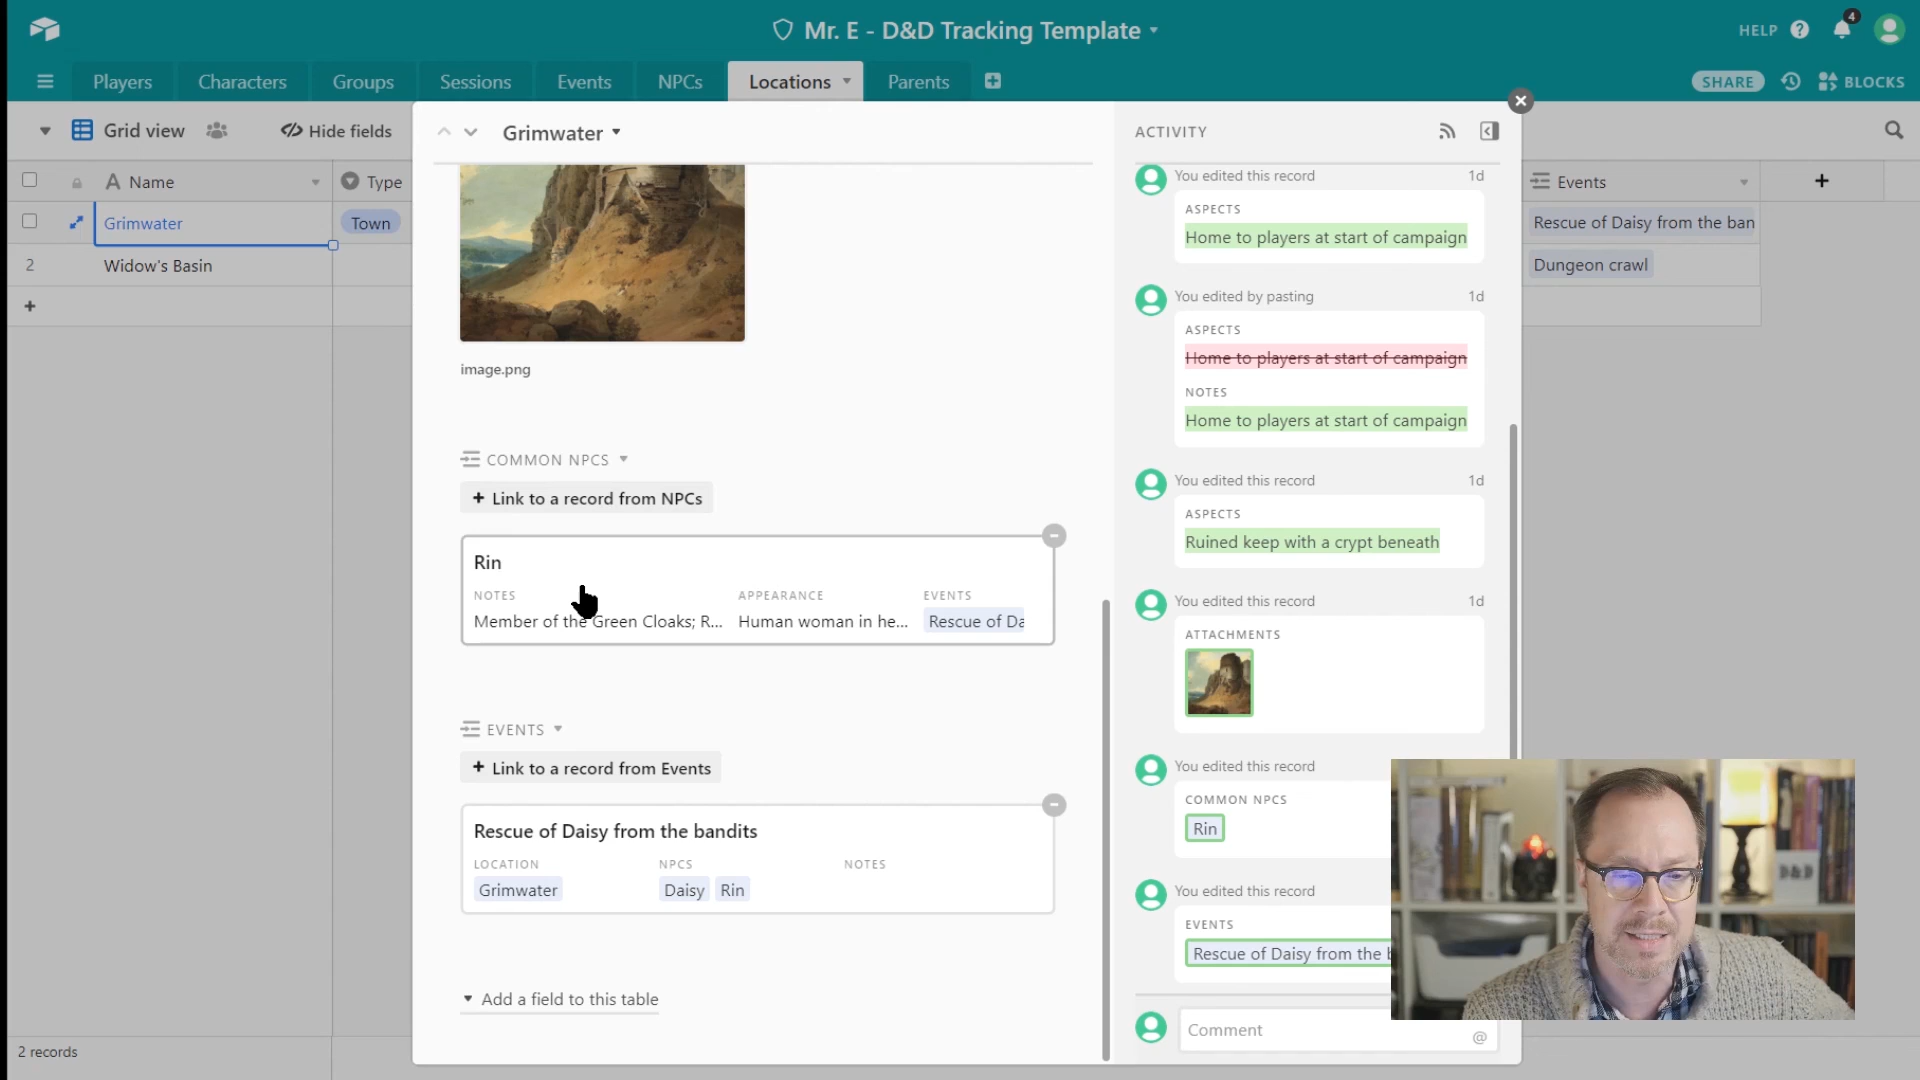 Mr. E - D&D Tracking Template
HELP
4
Players
Characters
Groups
Sessions
Events
NPCs
Locations
Parents
SHARE
BLOCKS
Grid view
Hide fields
Name
Type
Events
Grimwater
Town
Rescue of Daisy from the ban
2
Widow's Basin
Dungeon crawl
2 records
Grimwater
image.png
COMMON NPCS
+ Link to a record from NPCs
Rin
NOTES
APPEARANCE
EVENTS
Member of the Green Cloaks; R...
Human woman in he...
Rescue of Da
EVENTS
+ Link to a record from Events
Rescue of Daisy from the bandits
LOCATION
NPCS
NOTES
Grimwater
Daisy
Rin
Add a field to this table
ACTIVITY
You edited this record
1d
ASPECTS
Home to players at start of campaign
You edited by pasting
1d
ASPECTS
Home to players at start of campaign
NOTES
Home to players at start of campaign
You edited this record
1d
ASPECTS
Ruined keep with a crypt beneath
You edited this record
1d
ATTACHMENTS
You edited this record
COMMON NPCS
Rin
You edited this record
EVENTS
Rescue of Daisy from the b
Comment
@
D&D